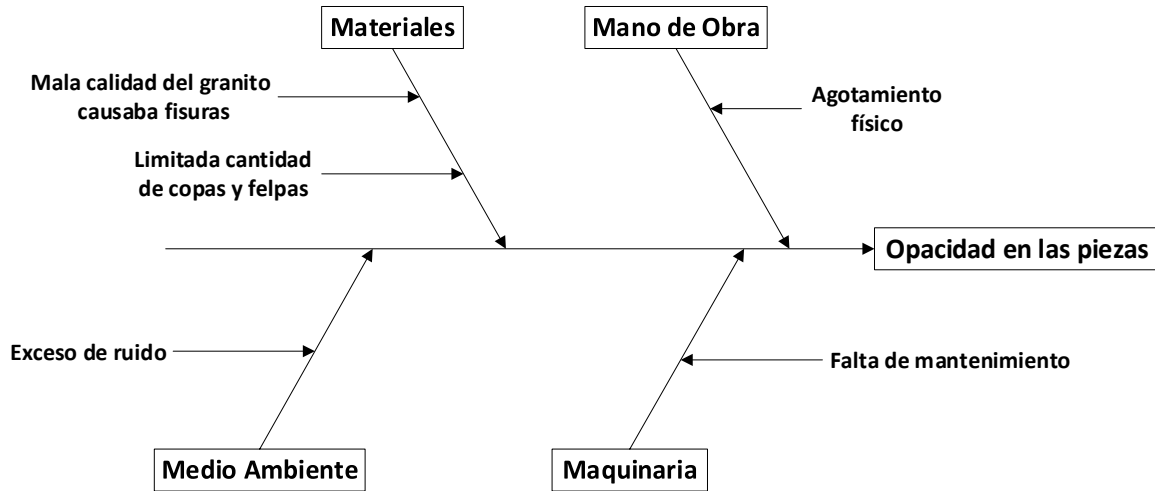 Materiales
Mano de Obra
Mala calidad del granito
causaba fisuras
Agotamiento
físico
Limitada cantidad
de copas y felpas
Opacidad en las piezas
Exceso de ruido
Falta de mantenimiento
Medio Ambiente
Maquinaria